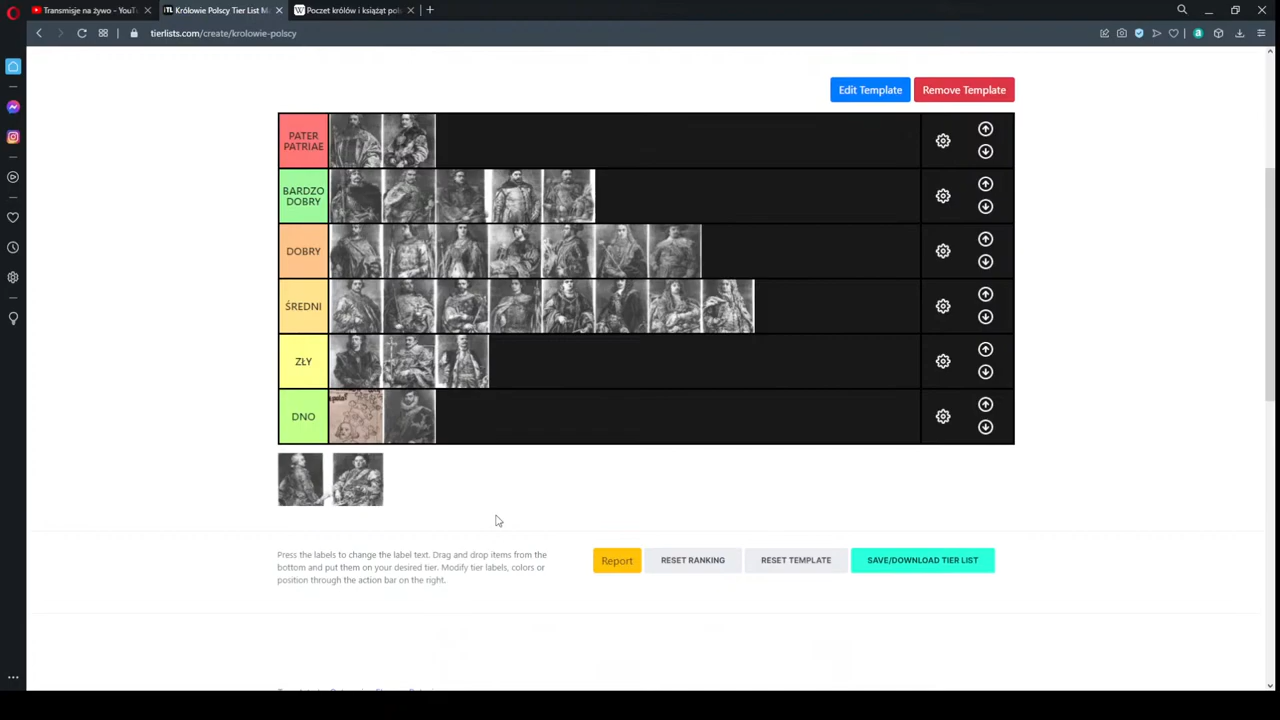 Transmisje na żywo - YouT
Królowie Polscy Tier List M
Poczet królów i książąt pol
tierlists.com/create/krolowie-polscy
Edit Template
Remove Template
PATER
PATRIAE
BARDZO
DOBRY
DOBRY
ŚREDNI
ZŁY
DNO
Press the labels to change the label text. Drag and drop items from the
bottom and put them on your desired tier. Modify tier labels, colors or
position through the action bar on the right.
Report
RESET RANKING
RESET TEMPLATE
SAVE/DOWNLOAD TIER LIST